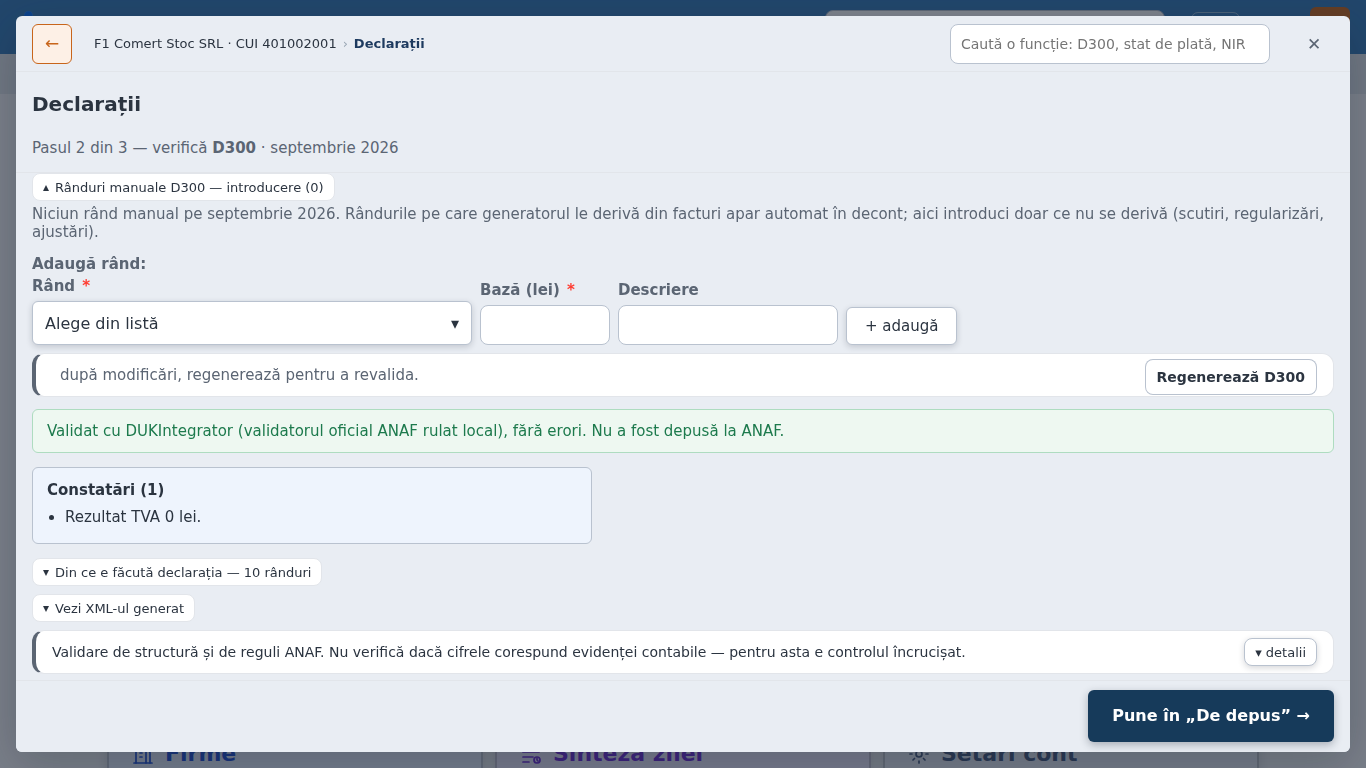 ←
F1 Comert Stoc SRL · CUI 401002001 › Declarații
Caută o funcție: D300, stat de plată, NIR
✕
Declarații
Pasul 2 din 3 — verifică D300 · septembrie 2026
▴ Rânduri manuale D300 — introducere (0)
Niciun rând manual pe septembrie 2026. Rândurile pe care generatorul le derivă din facturi apar automat în decont; aici introduci doar ce nu se derivă (scutiri, regularizări,
ajustări).
Adaugă rând:
Rând *
Bază (lei) *
Descriere
Alege din listă ▾
+ adaugă
după modificări, regenerează pentru a revalida.
Regenerează D300
Validat cu DUKIntegrator (validatorul oficial ANAF rulat local), fără erori. Nu a fost depusă la ANAF.
Constatări (1)
• Rezultat TVA 0 lei.
▾ Din ce e făcută declarația — 10 rânduri
▾ Vezi XML-ul generat
Validare de structură și de reguli ANAF. Nu verifică dacă cifrele corespund evidenței contabile — pentru asta e controlul încrucișat.
▾ detalii
Pune în „De depus” →
Firme
Sinteza zilei
Setări cont